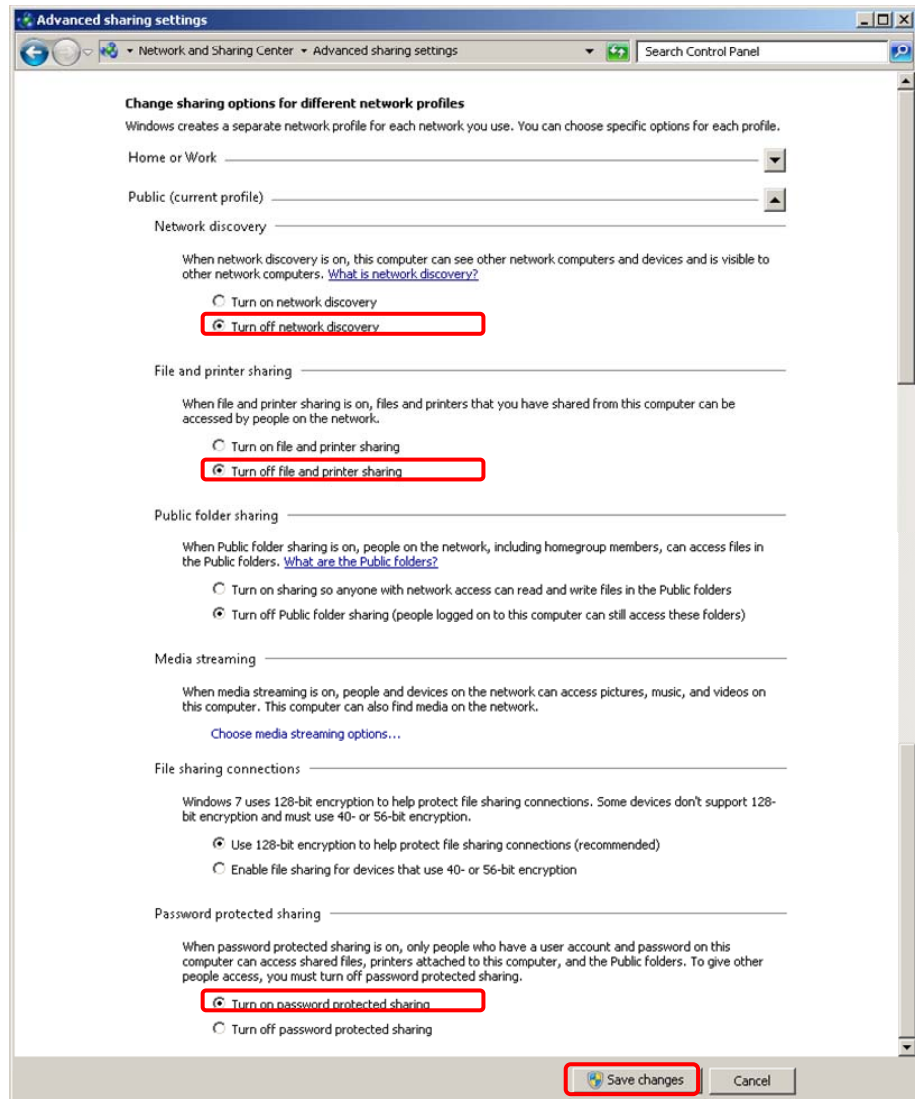 Advanced sharing settings
Network and Sharing Center Advanced sharing settings Search Control Panel
Change sharing options for different network profiles
Windows creates a separate network profile for each network you use. You can choose specific options for each profile.
Home or Work
Public (current profile)
Network discovery
When network discovery is on, this computer can see other network computers and devices and is visible to
other network computers. What is network discovery?
Turn on network discovery
Turn off network discovery
File and printer sharing
When file and printer sharing is on, files and printers that you have shared from this computer can be
accessed by people on the network.
Turn on file and printer sharing
Turn off file and printer sharing
Public folder sharing
When Public folder sharing is on, people on the network, including homegroup members, can access files in
the Public folders. What are the Public folders?
Turn on sharing so anyone with network access can read and write files in the Public folders
Turn off Public folder sharing (people logged on to this computer can still access these folders)
Media streaming
When media streaming is on, people and devices on the network can access pictures, music, and videos on
this computer. This computer can also find media on the network.
Choose media streaming options...
File sharing connections
Windows 7 uses 128-bit encryption to help protect file sharing connections. Some devices don't support 128-
bit encryption and must use 40- or 56-bit encryption.
Use 128-bit encryption to help protect file sharing connections (recommended)
Enable file sharing for devices that use 40- or 56-bit encryption
Password protected sharing
When password protected sharing is on, only people who have a user account and password on this
computer can access shared files, printers attached to this computer, and the Public folders. To give other
people access, you must turn off password protected sharing.
Turn on password protected sharing
Turn off password protected sharing
Save changes Cancel